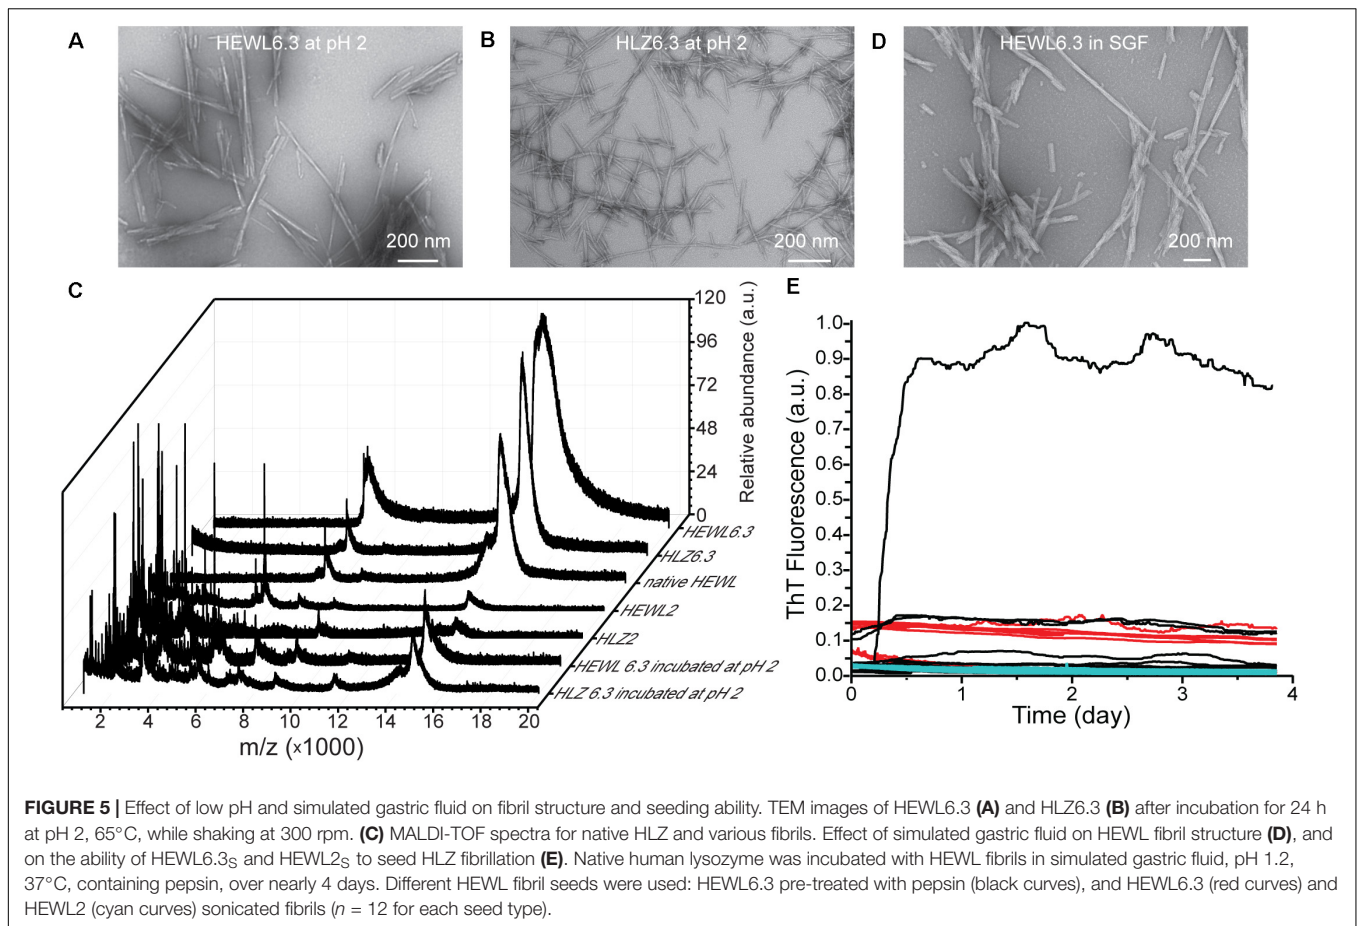 A
HEWL6.3 at pH 2
200 nm
B
HLZ6.3 at pH 2
200 nm
D
HEWL6.3 in SGF
200 nm
C
120
96
72
48
24
0
Relative abundance (a.u.)
HEWL6.3
HLZ6.3
native HEWL
HEWL2
HLZ2
HEWL 6.3 incubated at pH 2
HLZ 6.3 incubated at pH 2
2 4 6 8 10 12 14 16 18 20
m/z (×1000)
E
1.0
0.9
0.8
0.7
0.6
0.5
0.4
0.3
0.2
0.1
0.0
ThT Fluorescence (a.u.)
0 1 2 3 4
Time (day)
FIGURE 5 | Effect of low pH and simulated gastric fluid on fibril structure and seeding ability. TEM images of HEWL6.3 (A) and HLZ6.3 (B) after incubation for 24 h
at pH 2, 65°C, while shaking at 300 rpm. (C) MALDI-TOF spectra for native HLZ and various fibrils. Effect of simulated gastric fluid on HEWL fibril structure (D), and
on the ability of HEWL6.3S and HEWL2S to seed HLZ fibrillation (E). Native human lysozyme was incubated with HEWL fibrils in simulated gastric fluid, pH 1.2,
37°C, containing pepsin, over nearly 4 days. Different HEWL fibril seeds were used: HEWL6.3 pre-treated with pepsin (black curves), and HEWL6.3 (red curves) and
HEWL2 (cyan curves) sonicated fibrils (n = 12 for each seed type).